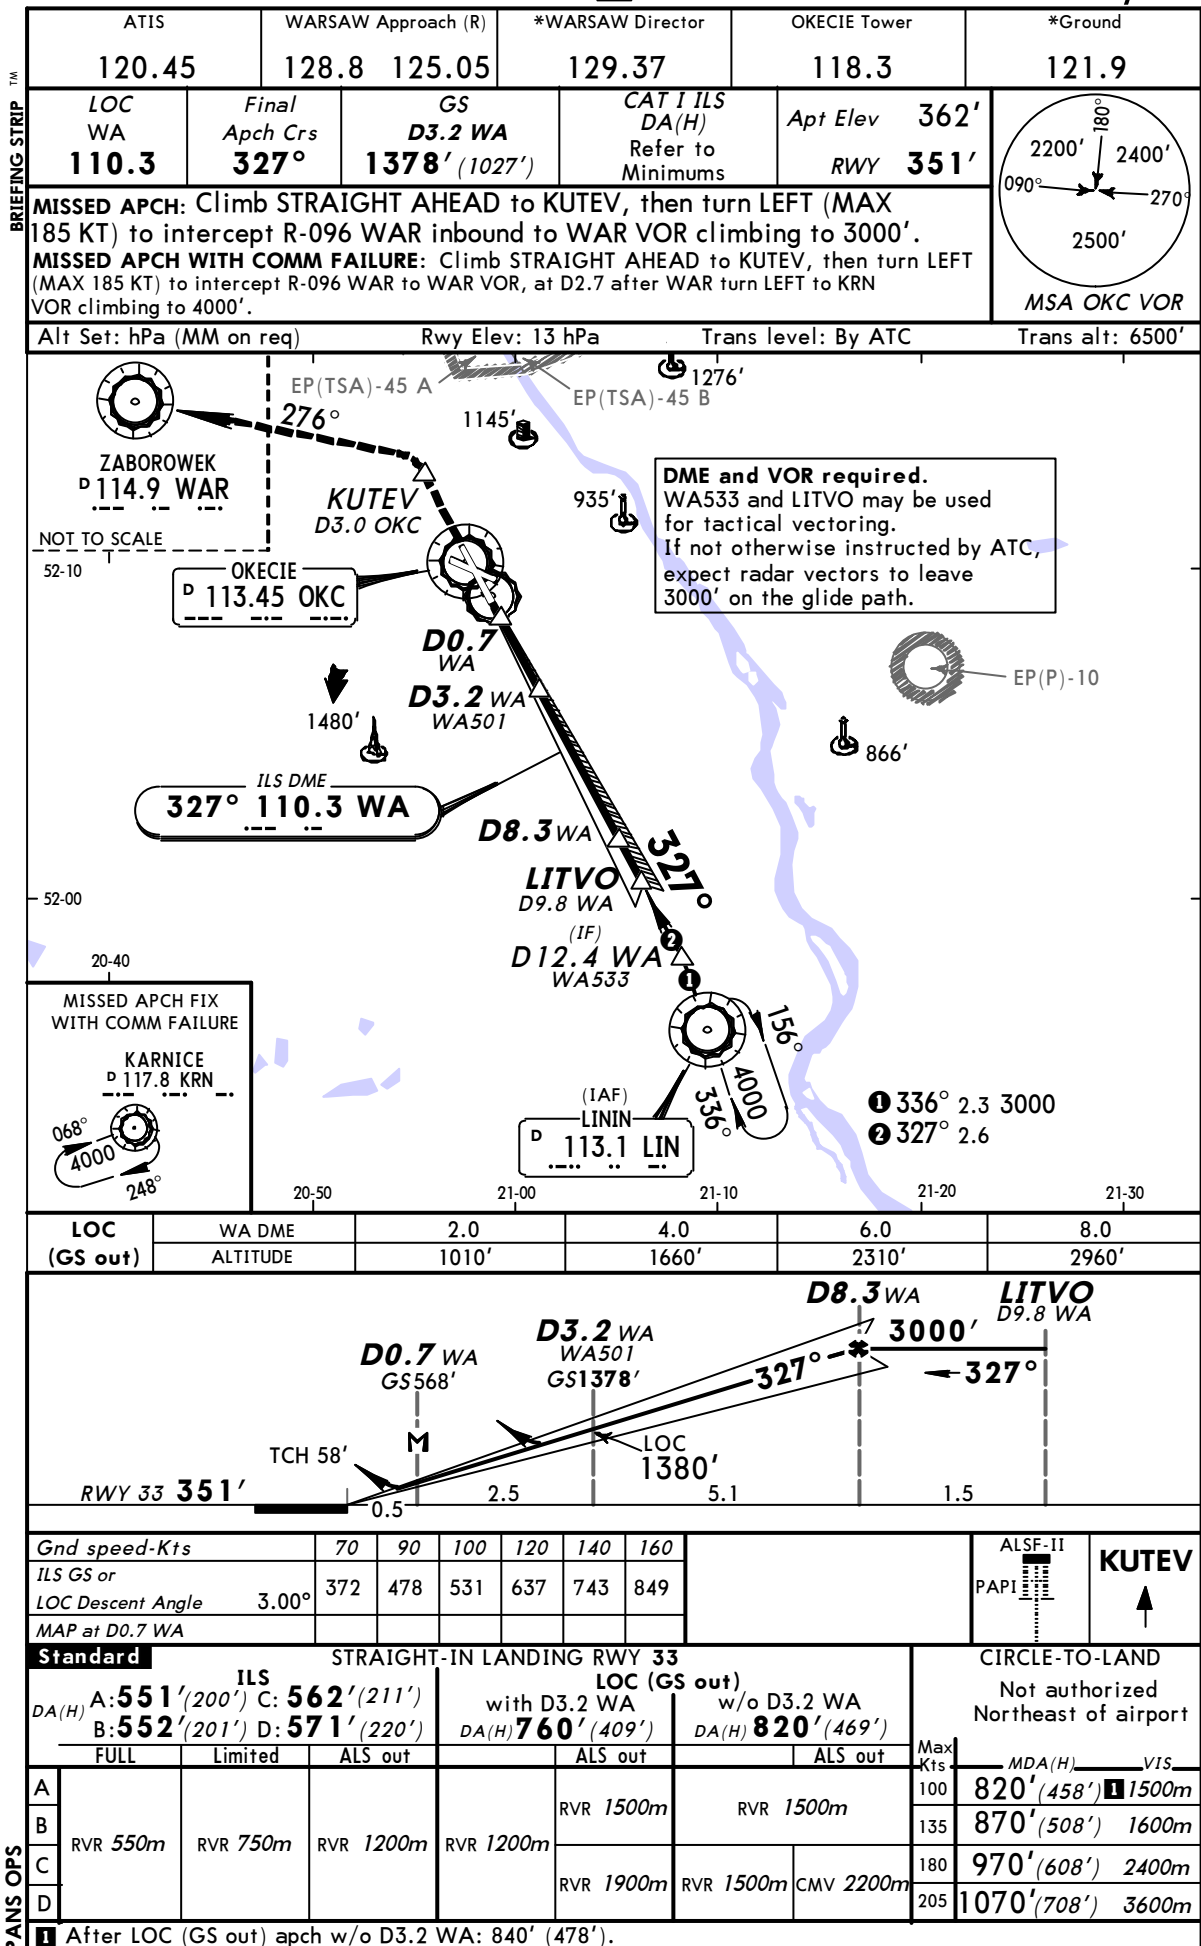 ATIS WARSAW Approach (R) *WARSAW Director OKECIE Tower *Ground
120.45 128.8 125.05 129.37 118.3 121.9
BRIEFING STRIP TM
LOC WA 110.3
Final Apch Crs 327°
GS D3.2 WA 1378' (1027')
CAT I ILS DA(H) Refer to Minimums
Apt Elev 362'
RWY 351'
180°
2200' 2400'
090° 270°
2500'
MSA OKC VOR
MISSED APCH: Climb STRAIGHT AHEAD to KUTEV, then turn LEFT (MAX
185 KT) to intercept R-096 WAR inbound to WAR VOR climbing to 3000'.
MISSED APCH WITH COMM FAILURE: Climb STRAIGHT AHEAD to KUTEV, then turn LEFT
(MAX 185 KT) to intercept R-096 WAR to WAR VOR, at D2.7 after WAR turn LEFT to KRN
VOR climbing to 4000'.
Alt Set: hPa (MM on req) Rwy Elev: 13 hPa Trans level: By ATC Trans alt: 6500'
EP(TSA)-45 A
EP(TSA)-45 B
1276'
1145'
276°
ZABOROWEK
D 114.9 WAR
NOT TO SCALE
KUTEV
D3.0 OKC
935'
DME and VOR required.
WA533 and LITVO may be used
for tactical vectoring.
If not otherwise instructed by ATC,
expect radar vectors to leave
3000' on the glide path.
52-10
OKECIE
D 113.45 OKC
D0.7
WA
D3.2 WA
WA501
EP(P)-10
1480'
866'
ILS DME
327° 110.3 WA
D8.3 WA
327°
LITVO
D9.8 WA
52-00
(IF)
D12.4 WA
WA533
2
1
20-40
MISSED APCH FIX
WITH COMM FAILURE
KARNICE
D 117.8 KRN
068°
4000
248°
156°
4000
336°
(IAF)
LININ
D 113.1 LIN
1 336° 2.3 3000
2 327° 2.6
20-50 21-00 21-10 21-20 21-30
LOC WA DME 2.0 4.0 6.0 8.0
(GS out) ALTITUDE 1010' 1660' 2310' 2960'
D8.3 WA
LITVO
D9.8 WA
D3.2 WA
WA501
GS1378'
D0.7 WA
GS568'
3000'
327°
327°
M
TCH 58'
LOC
1380'
RWY 33 351'
0.5 2.5 5.1 1.5
Gnd speed-Kts 70 90 100 120 140 160
ILS GS or
LOC Descent Angle 3.00° 372 478 531 637 743 849
MAP at D0.7 WA
ALSF-II
PAPI
KUTEV
Standard STRAIGHT-IN LANDING RWY 33 CIRCLE-TO-LAND
ILS
DA(H) A: 551' (200') C: 562' (211')
B: 552' (201') D: 571' (220')
LOC (GS out)
with D3.2 WA w/o D3.2 WA
DA(H) 760' (409') DA(H) 820' (469')
Not authorized
Northeast of airport
FULL Limited ALS out ALS out ALS out
Max Kts MDA(H) VIS
A
B
C
D
RVR 550m RVR 750m RVR 1200m RVR 1200m
RVR 1500m RVR 1500m
RVR 1900m RVR 1500m CMV 2200m
100 820' (458') 1 1500m
135 870' (508') 1600m
180 970' (608') 2400m
205 1070' (708') 3600m
PANS OPS
1 After LOC (GS out) apch w/o D3.2 WA: 840' (478').